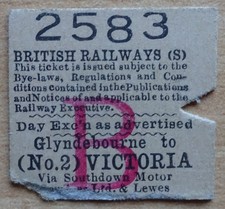 2583
BRITISH RAILWAYS (S)
This ticket is issued subject to the
Bye-laws, Regulations and Con-
ditions contained in the Publications
and Notices of and applicable to the
Railway Executive.
Day Excn as advertised
Glyndebourne to
(No.2) VICTORIA
Via Southdown Motor
Ltd. & Lewes
B